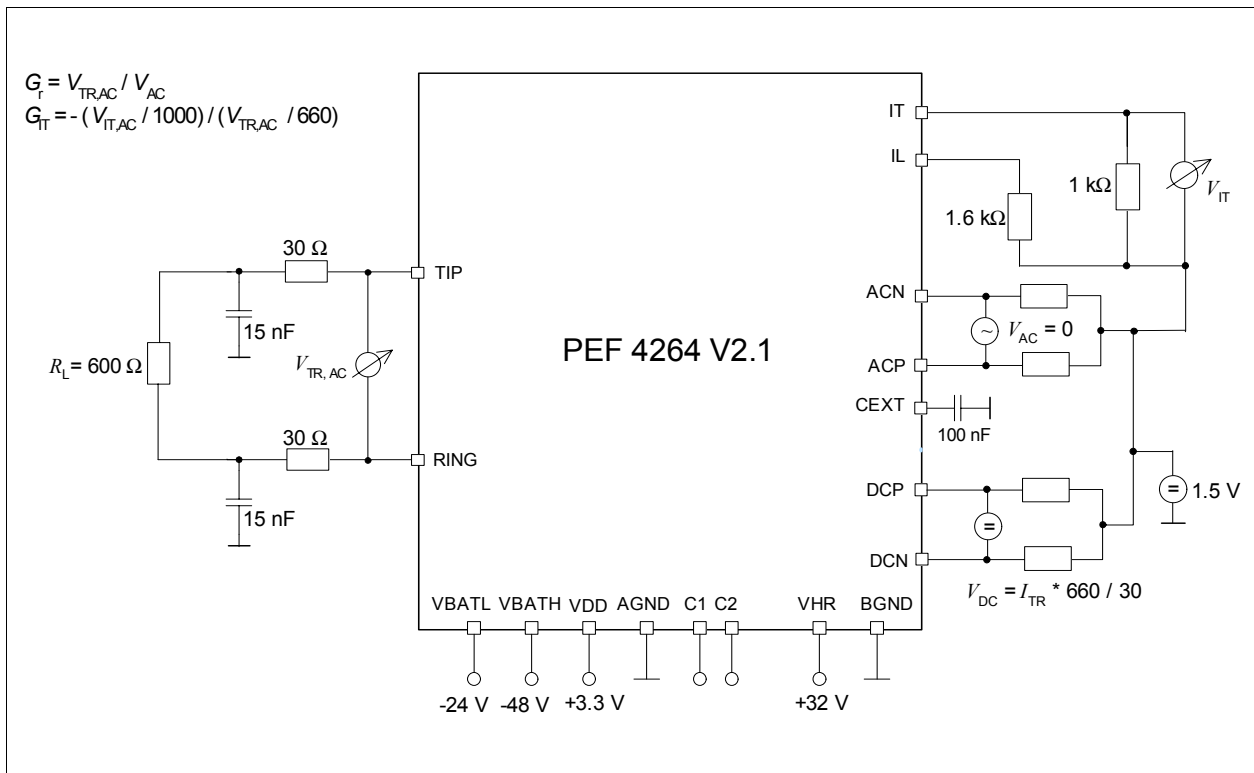 G_r = V_TR,AC / V_AC
G_IT = - ( V_IT,AC / 1000) / (V_TR,AC / 660)
IT
IL
1 kΩ
V_IT
1.6 kΩ
30 Ω
TIP
ACN
15 nF
V_AC = 0
R_L = 600 Ω
V_TR, AC
PEF 4264 V2.1
ACP
CEXT
100 nF
30 Ω
RING
DCP
15 nF
1.5 V
DCN
V_DC = I_TR * 660 / 30
VBATL VBATH VDD AGND C1 C2 VHR BGND
-24 V -48 V +3.3 V +32 V